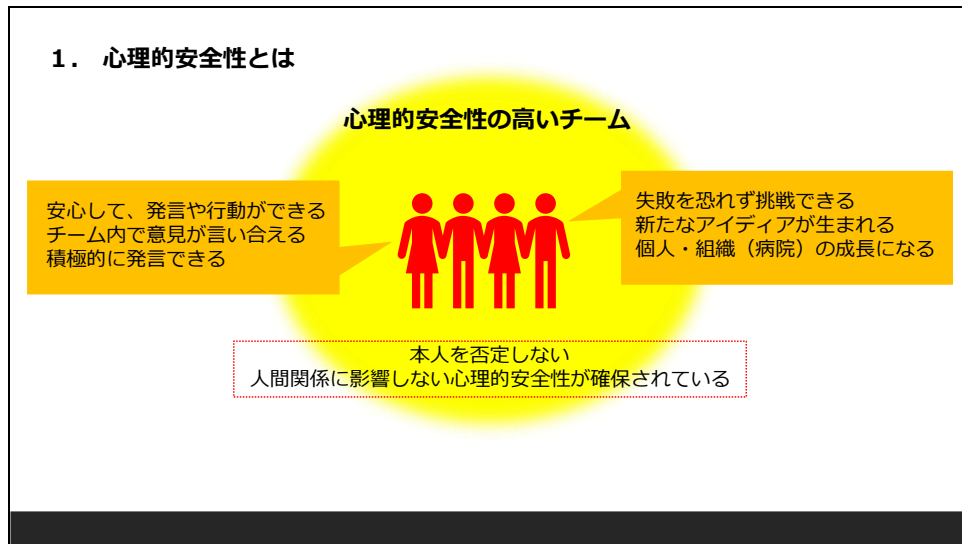 1． 心理的安全性とは
心理的安全性の高いチーム
安心して、発言や行動ができる
チーム内で意見が言い合える
積極的に発言できる
失敗を恐れず挑戦できる
新たなアイディアが生まれる
個人・組織（病院）の成長になる
本人を否定しない
人間関係に影響しない心理的安全性が確保されている